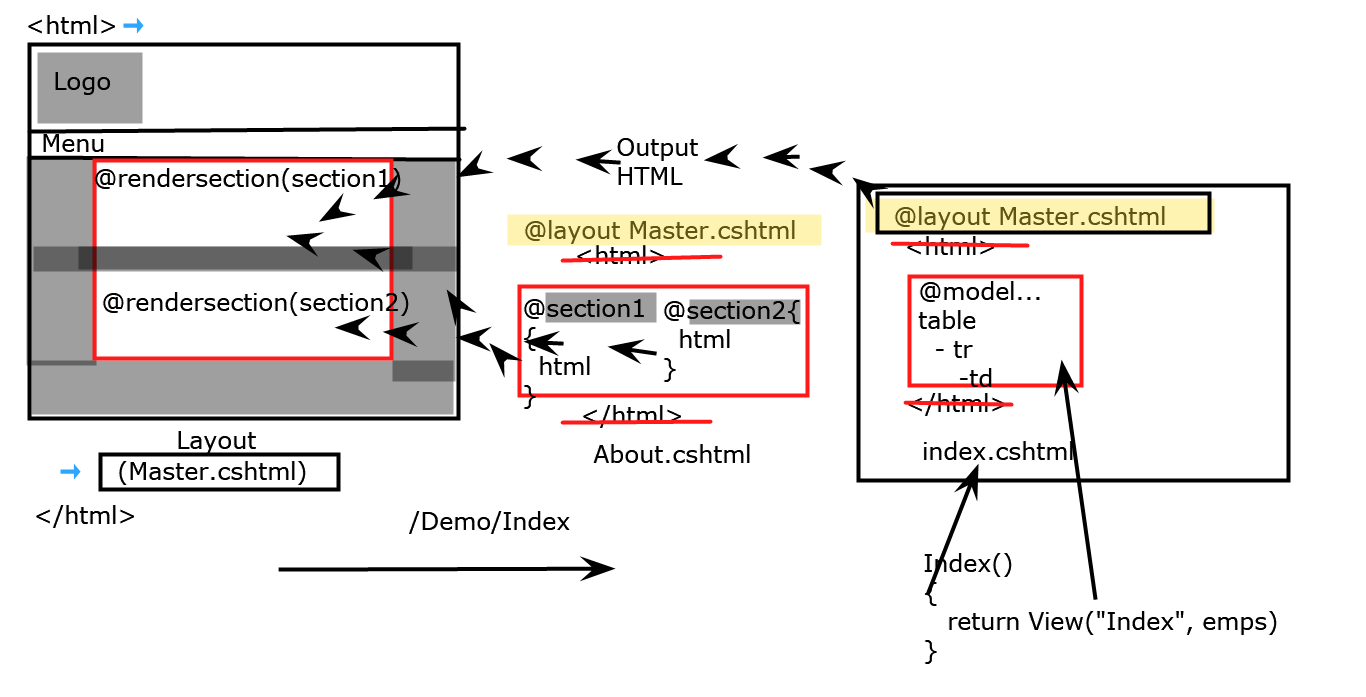 <html>
Logo
Menu
@rendersection(section1)
@rendersection(section2)
Layout
(Master.cshtml)
</html>
Output
HTML
@layout Master.cshtml
<html>
@section1
{
html
}
@section2{
html
}
</html>
About.cshtml
@layout Master.cshtml
<html>
@model...
table
- tr
-td
</html>
index.cshtml
/Demo/Index
Index()
{
return View("Index", emps)
}